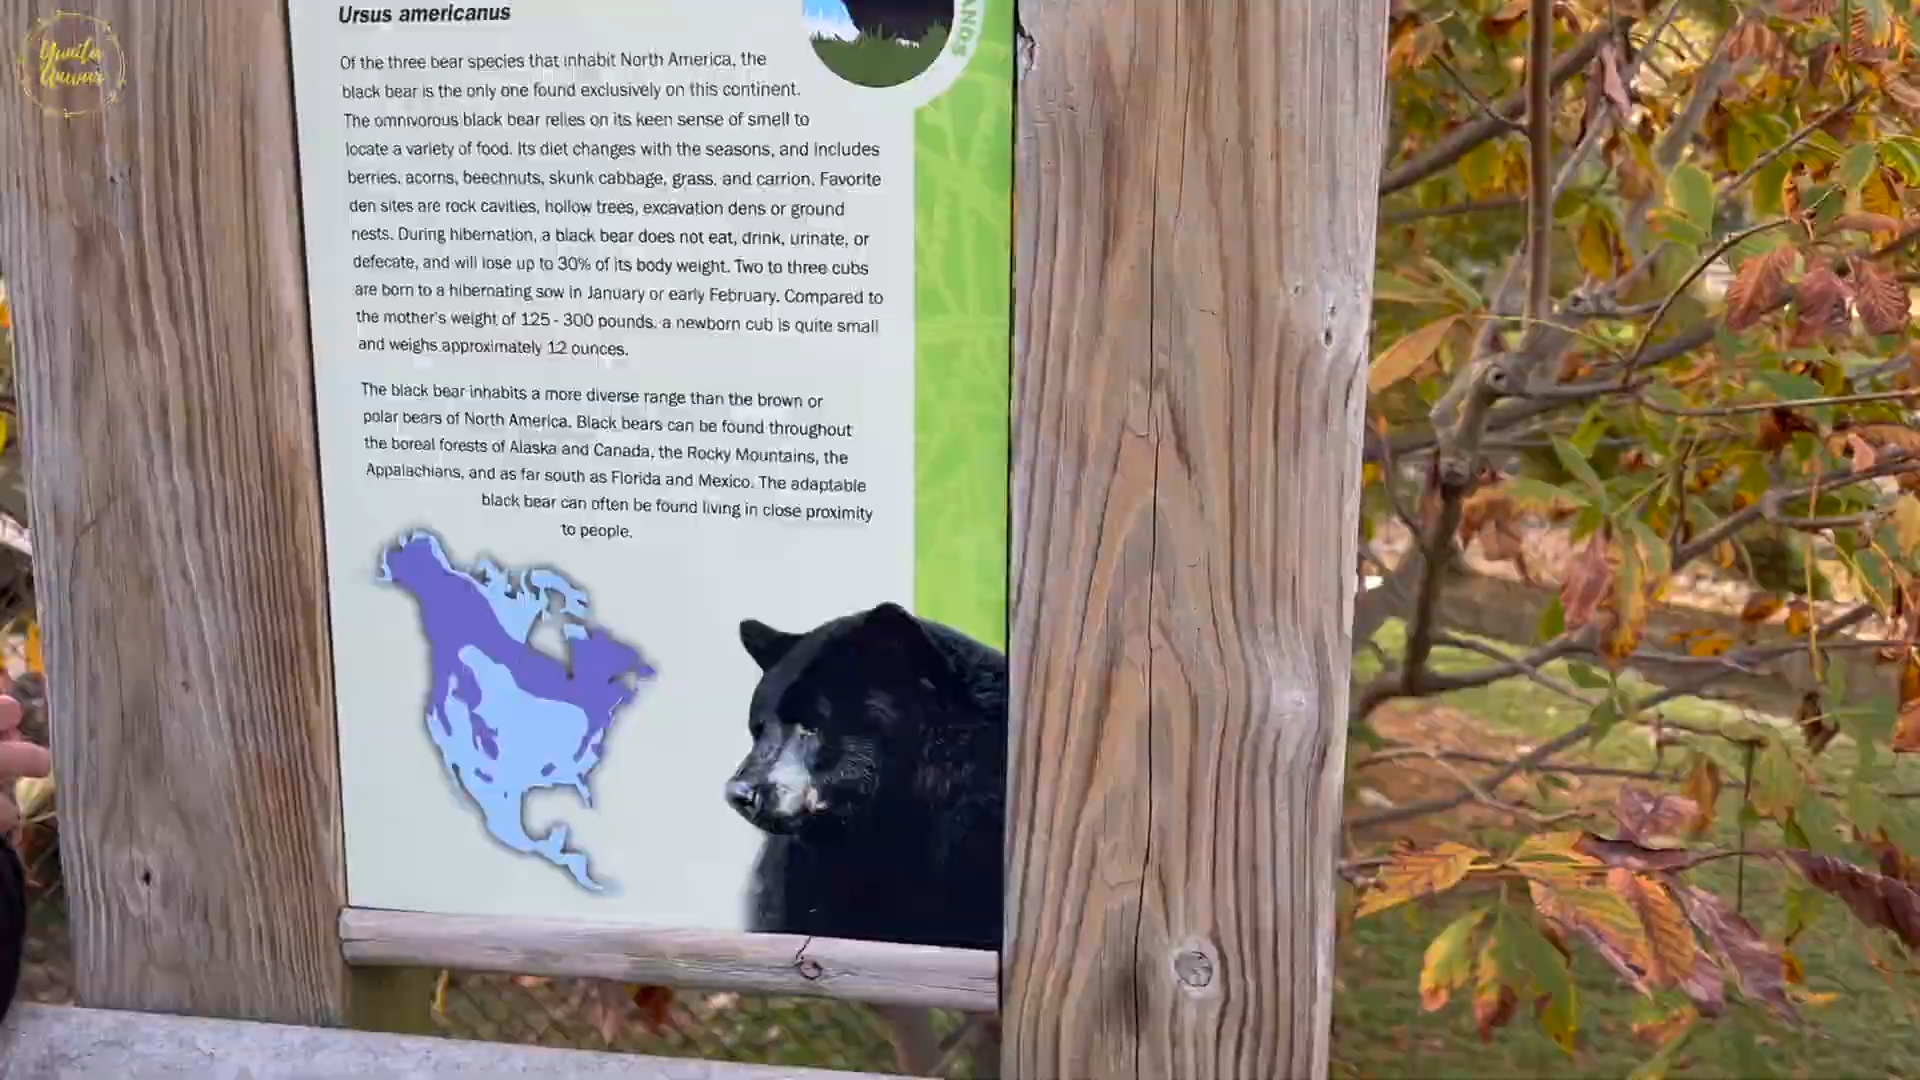 Yunita
Ursus americanus
ANDS
Of the three bear species that inhabit North America, the
black bear is the only one found exclusively on this continent.
The omnivorous black bear relies on its keen sense of smell to
locate a variety of food. Its diet changes with the seasons, and includes
berries, acorns, beechnuts, skunk cabbage, grass, and carrion. Favorite
den sites are rock cavities, hollow trees, excavation dens or ground
nests. During hibernation, a black bear does not eat, drink, urinate, or
defecate, and will lose up to 30% of its body weight. Two to three cubs
are born to a hibernating sow in January or early February. Compared to
the mother's weight of 125 - 300 pounds, a newborn cub is quite small
and weighs approximately 12 ounces.
The black bear inhabits a more diverse range than the brown or
polar bears of North America. Black bears can be found throughout
the boreal forests of Alaska and Canada, the Rocky Mountains, the
Appalachians, and as far south as Florida and Mexico. The adaptable
black bear can often be found living in close proximity
to people.